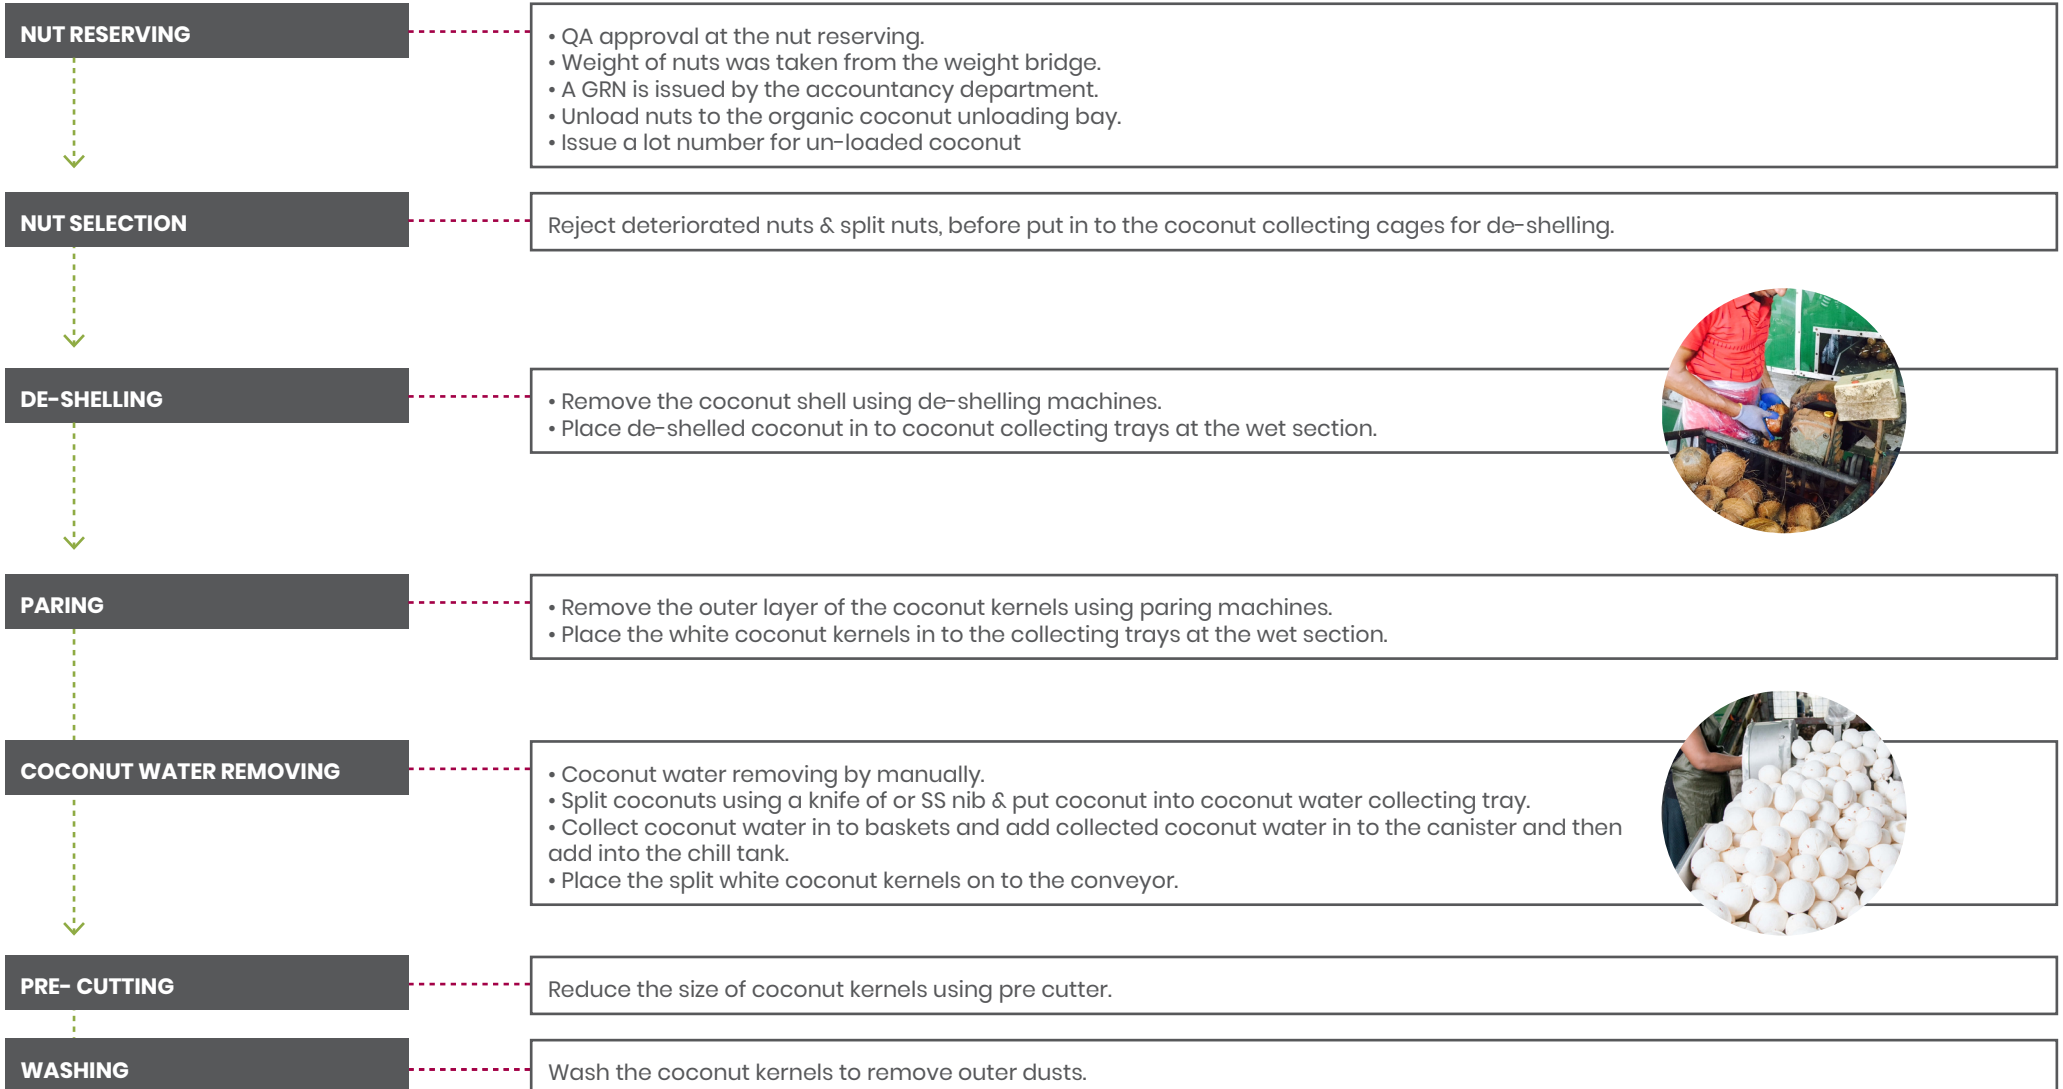 NUT RESERVING
• QA approval at the nut reserving.
• Weight of nuts was taken from the weight bridge.
• A GRN is issued by the accountancy department.
• Unload nuts to the organic coconut unloading bay.
• Issue a lot number for un-loaded coconut
NUT SELECTION
Reject deteriorated nuts & split nuts, before put in to the coconut collecting cages for de-shelling.
DE-SHELLING
• Remove the coconut shell using de-shelling machines.
• Place de-shelled coconut in to coconut collecting trays at the wet section.
PARING
• Remove the outer layer of the coconut kernels using paring machines.
• Place the white coconut kernels in to the collecting trays at the wet section.
COCONUT WATER REMOVING
• Coconut water removing by manually.
• Split coconuts using a knife of or SS nib & put coconut into coconut water collecting tray.
• Collect coconut water in to baskets and add collected coconut water in to the canister and then
add into the chill tank.
• Place the split white coconut kernels on to the conveyor.
PRE- CUTTING
Reduce the size of coconut kernels using pre cutter.
WASHING
Wash the coconut kernels to remove outer dusts.